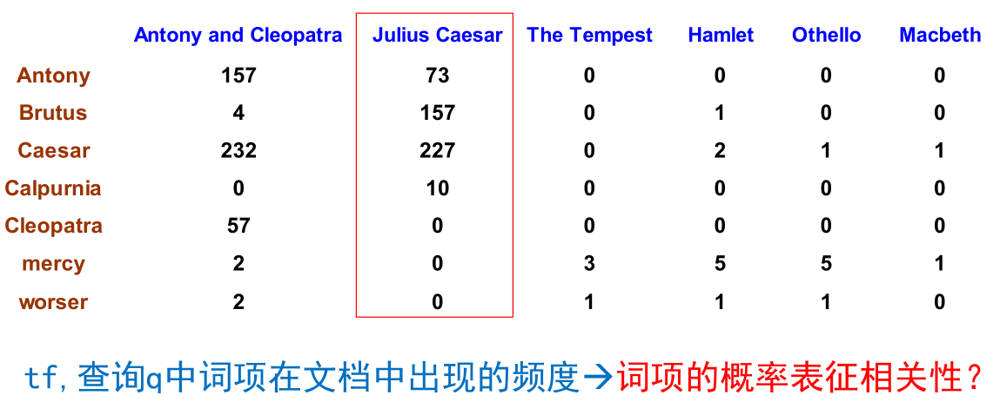 Antony and Cleopatra Julius Caesar The Tempest Hamlet Othello Macbeth
Antony 157 73 0 0 0 0
Brutus 4 157 0 1 0 0
Caesar 232 227 0 2 1 1
Calpurnia 0 10 0 0 0 0
Cleopatra 57 0 0 0 0 0
mercy 2 0 3 5 5 1
worser 2 0 1 1 1 0
tf,查询q中词项在文档中出现的频度→词项的概率表征相关性？